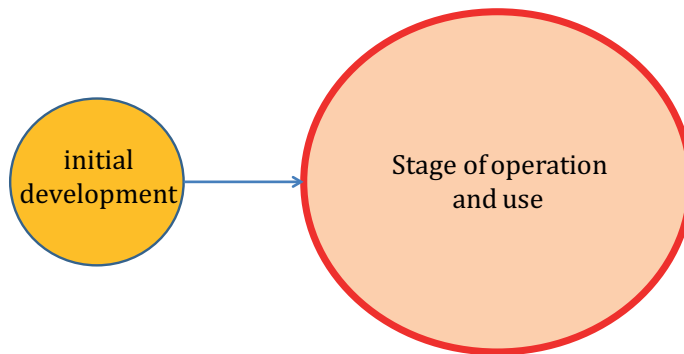 initial
development
Stage of operation
and use